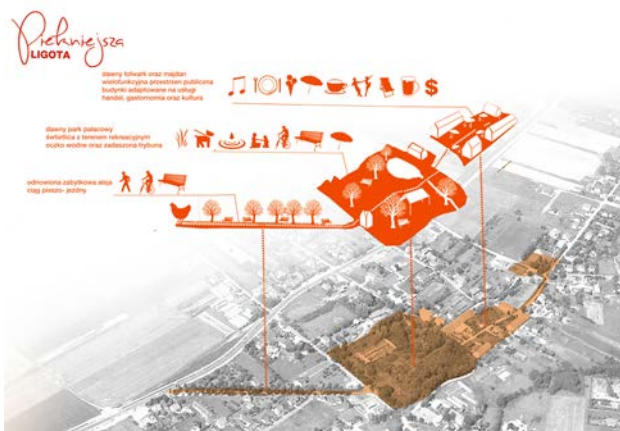 Piękniejsza
LIGOTA
dawny folwark oraz majdan
wielofunkcyjna przestrzeń publiczna
budynki adaptowane na usługi
handel, gastronomia oraz kultura
$
dawny park pałacowy
świetlica z terenem rekreacyjnym
oczko wodne oraz zadaszona trybuna
odnowiona zabytkowa aleja
ciąg pieszo- jezdny